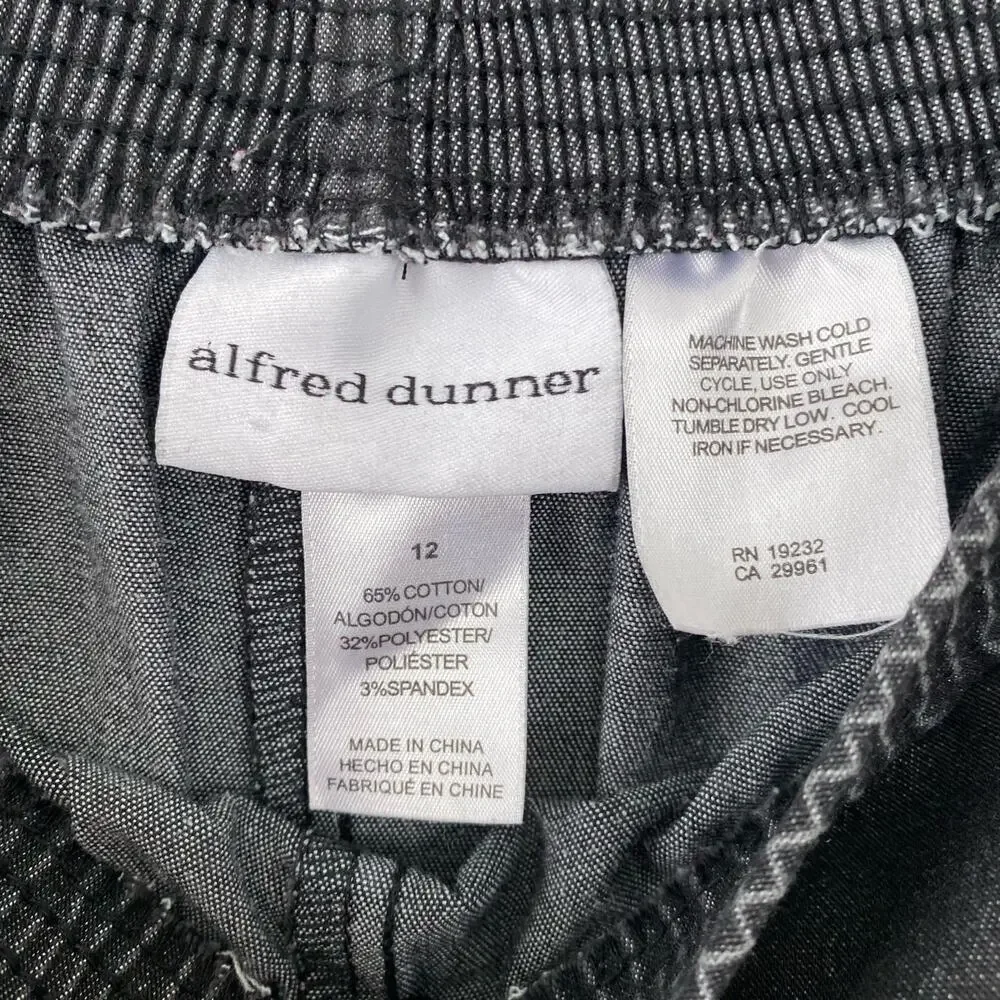 alfred dunner
12
65% COTTON/
ALGODÓN/COTON
32%POLYESTER/
POLIÉSTER
3%SPANDEX
MADE IN CHINA
HECHO EN CHINA
FABRIQUÉ EN CHINE
MACHINE WASH COLD
SEPARATELY. GENTLE
CYCLE, USE ONLY
NON-CHLORINE BLEACH.
TUMBLE DRY LOW. COOL
IRON IF NECESSARY.
RN 19232
CA 29961